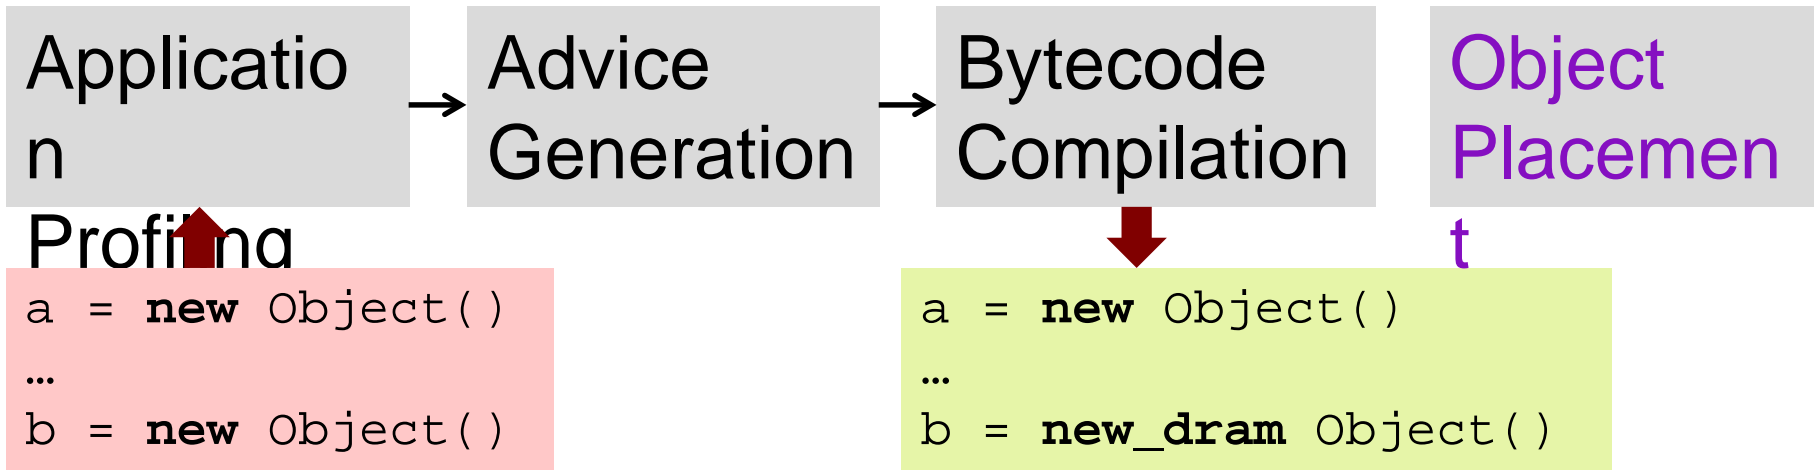 Applicatio
n
Profiling
Advice
Generation
Bytecode
Compilation
Object
Placemen
t
a = new Object()
…
b = new Object()
a = new Object()
…
b = new_dram Object()